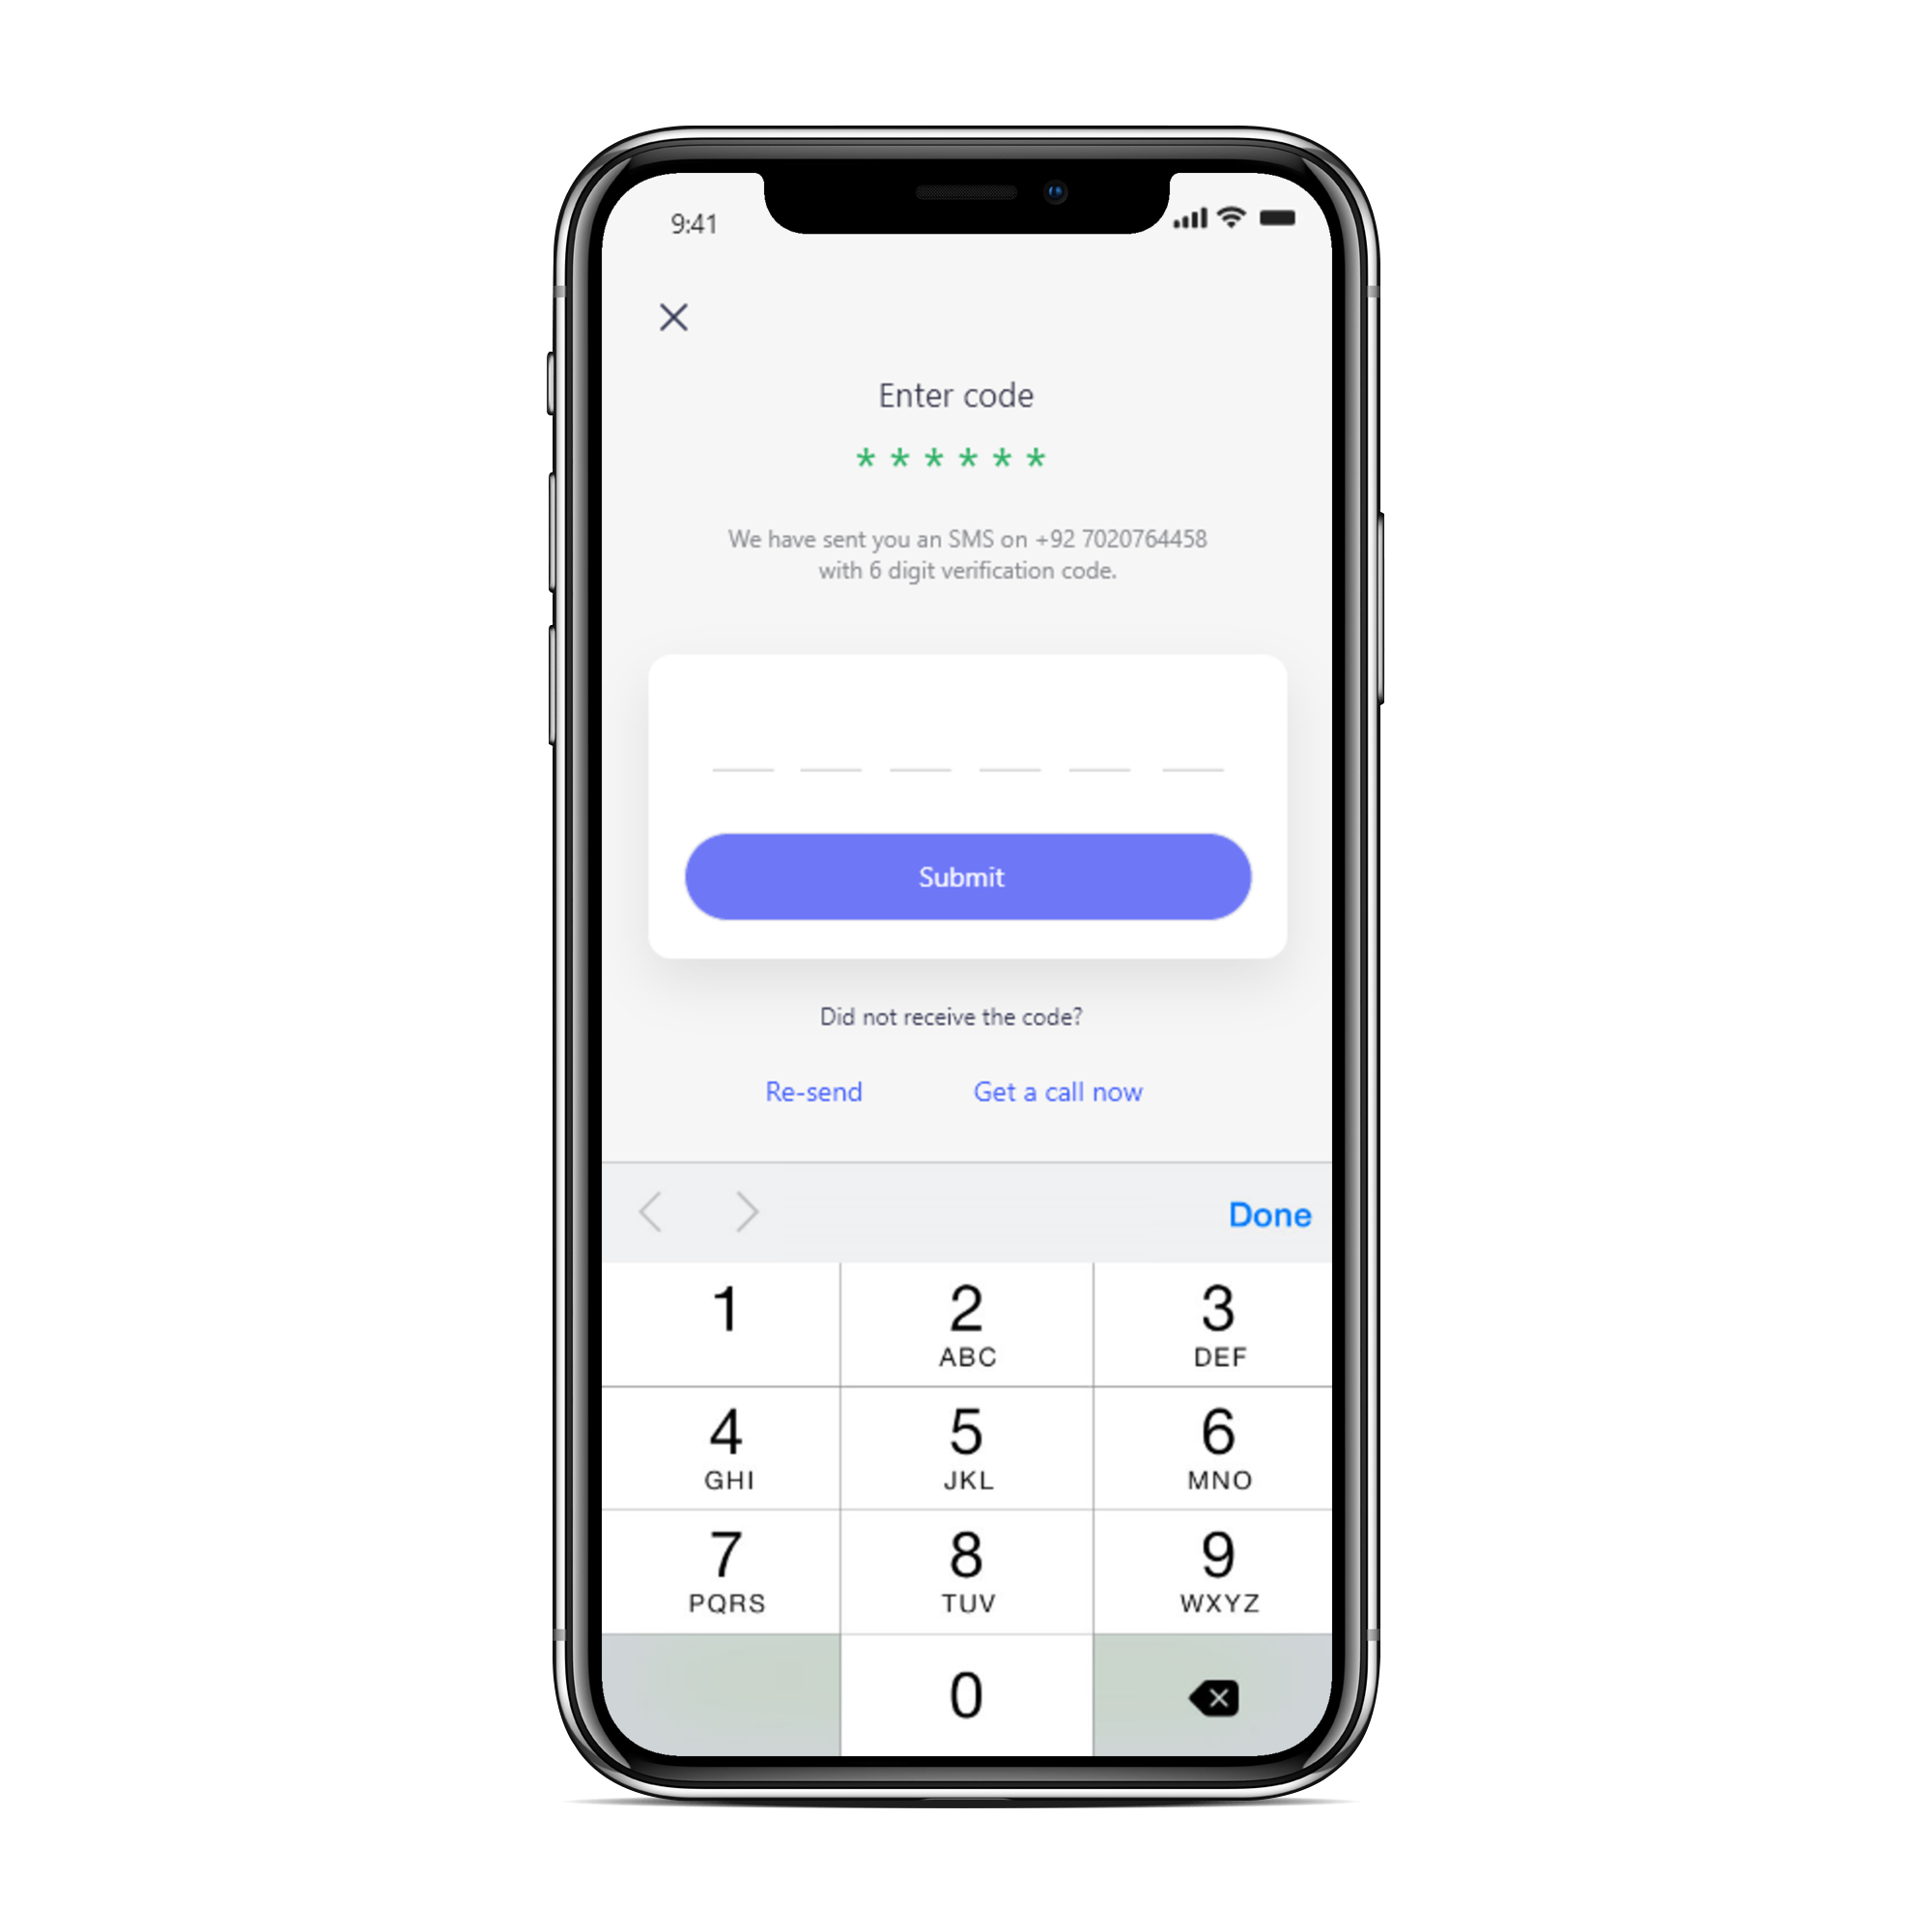 9:41
Enter code
* * * * * *
We have sent you an SMS on +92 7020764458
with 6 digit verification code.
Submit
Did not receive the code?
Re-send Get a call now
Done
1 2 3
ABC DEF
4 5 6
GHI JKL MNO
7 8 9
PQRS TUV WXYZ
0